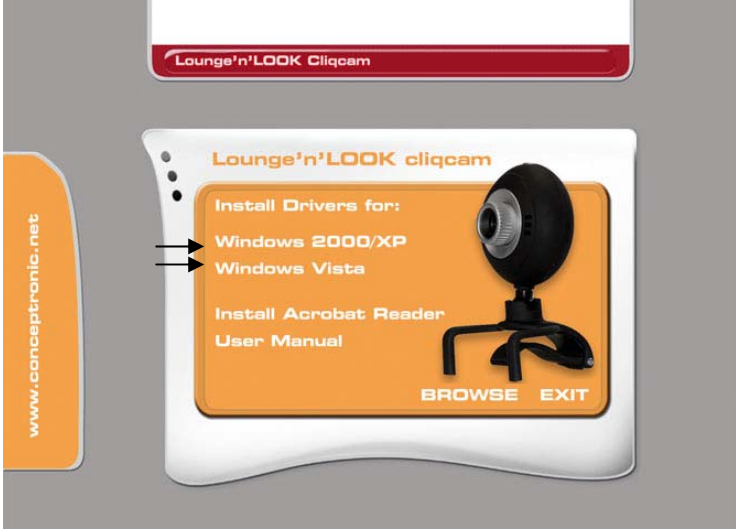 Lounge'n'LOOK Cliqcam
www.conceptronic.net
Lounge'n'LOOK cliqcam
Install Drivers for:
Windows 2000/XP
Windows Vista
Install Acrobat Reader
User Manual
BROWSE EXIT